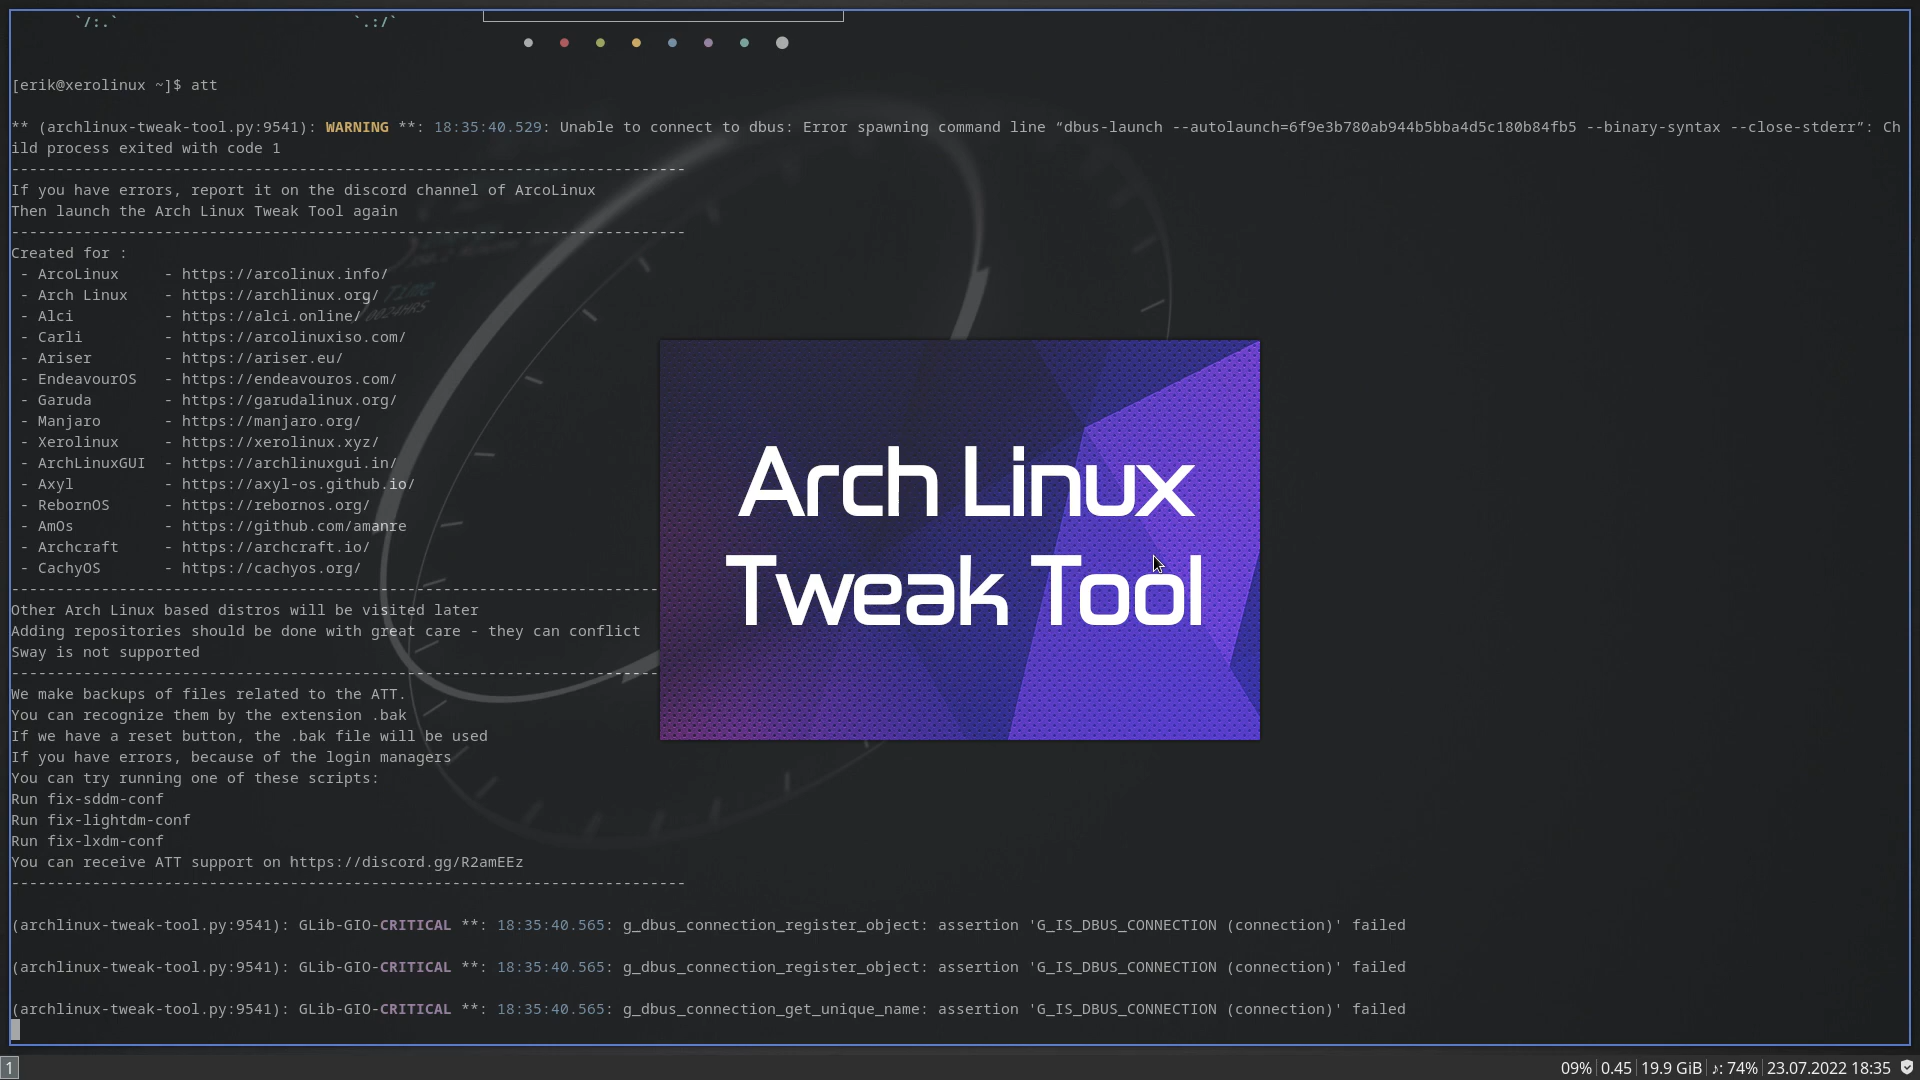 `/:.`                          `.:/`
[erik@xerolinux ~]$ att
** (archlinux-tweak-tool.py:9541): WARNING **: 18:35:40.529: Unable to connect to dbus: Error spawning command line “dbus-launch --autolaunch=6f9e3b780ab944b5bba4d5c180b84fb5 --binary-syntax --close-stderr”: Ch
ild process exited with code 1
---------------------------------------------------------------------------
If you have errors, report it on the discord channel of ArcoLinux
Then launch the Arch Linux Tweak Tool again
---------------------------------------------------------------------------
Created for :
- ArcoLinux     - https://arcolinux.info/
- Arch Linux    - https://archlinux.org/
- Alci          - https://alci.online/
- Carli         - https://arcolinuxiso.com/
- Ariser        - https://ariser.eu/
- EndeavourOS   - https://endeavouros.com/
- Garuda        - https://garudalinux.org/
- Manjaro       - https://manjaro.org/
- Xerolinux     - https://xerolinux.xyz/
- ArchLinuxGUI  - https://archlinuxgui.in/
- Axyl          - https://axyl-os.github.io/
- RebornOS      - https://rebornos.org/
- AmOs          - https://github.com/amanre
- Archcraft     - https://archcraft.io/
- CachyOS       - https://cachyos.org/
------------------------------------------------------------------------
Other Arch Linux based distros will be visited later
Adding repositories should be done with great care - they can conflict
Sway is not supported
------------------------------------------------------------------------
We make backups of files related to the ATT.
You can recognize them by the extension .bak
If we have a reset button, the .bak file will be used
If you have errors, because of the login managers
You can try running one of these scripts:
Run fix-sddm-conf
Run fix-lightdm-conf
Run fix-lxdm-conf
You can receive ATT support on https://discord.gg/R2amEEz
---------------------------------------------------------------------------
(archlinux-tweak-tool.py:9541): GLib-GIO-CRITICAL **: 18:35:40.565: g_dbus_connection_register_object: assertion 'G_IS_DBUS_CONNECTION (connection)' failed
(archlinux-tweak-tool.py:9541): GLib-GIO-CRITICAL **: 18:35:40.565: g_dbus_connection_register_object: assertion 'G_IS_DBUS_CONNECTION (connection)' failed
(archlinux-tweak-tool.py:9541): GLib-GIO-CRITICAL **: 18:35:40.565: g_dbus_connection_get_unique_name: assertion 'G_IS_DBUS_CONNECTION (connection)' failed
Arch Linux
Tweak Tool
Time
0024HRS
1
09% 0.45 19.9 GiB ♪: 74% 23.07.2022 18:35